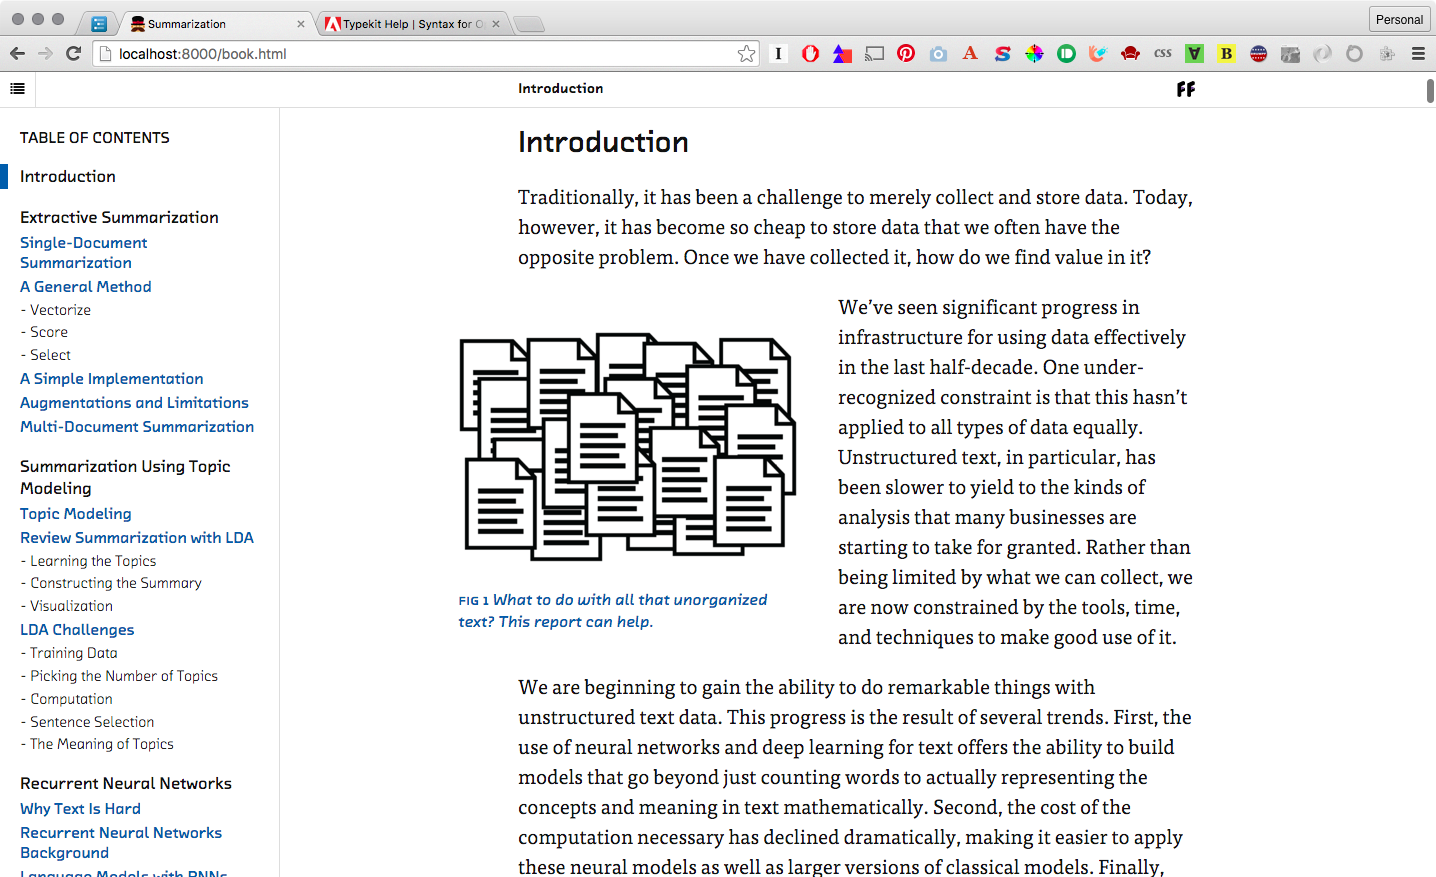 Summarization
Typekit Help | Syntax for O
Personal
localhost:8000/book.html
css
B
Introduction
FF
TABLE OF CONTENTS
Introduction
Extractive Summarization
Single-Document
Summarization
A General Method
- Vectorize
- Score
- Select
A Simple Implementation
Augmentations and Limitations
Multi-Document Summarization
Summarization Using Topic
Modeling
Topic Modeling
Review Summarization with LDA
- Learning the Topics
- Constructing the Summary
- Visualization
LDA Challenges
- Training Data
- Picking the Number of Topics
- Computation
- Sentence Selection
- The Meaning of Topics
Recurrent Neural Networks
Why Text Is Hard
Recurrent Neural Networks
Background
Language Models with RNNs
Introduction
Traditionally, it has been a challenge to merely collect and store data. Today,
however, it has become so cheap to store data that we often have the
opposite problem. Once we have collected it, how do we find value in it?
FIG 1 What to do with all that unorganized
text? This report can help.
We've seen significant progress in
infrastructure for using data effectively
in the last half-decade. One under-
recognized constraint is that this hasn't
applied to all types of data equally.
Unstructured text, in particular, has
been slower to yield to the kinds of
analysis that many businesses are
starting to take for granted. Rather than
being limited by what we can collect, we
are now constrained by the tools, time,
and techniques to make good use of it.
We are beginning to gain the ability to do remarkable things with
unstructured text data. This progress is the result of several trends. First, the
use of neural networks and deep learning for text offers the ability to build
models that go beyond just counting words to actually representing the
concepts and meaning in text mathematically. Second, the cost of the
computation necessary has declined dramatically, making it easier to apply
these neural models as well as larger versions of classical models. Finally,